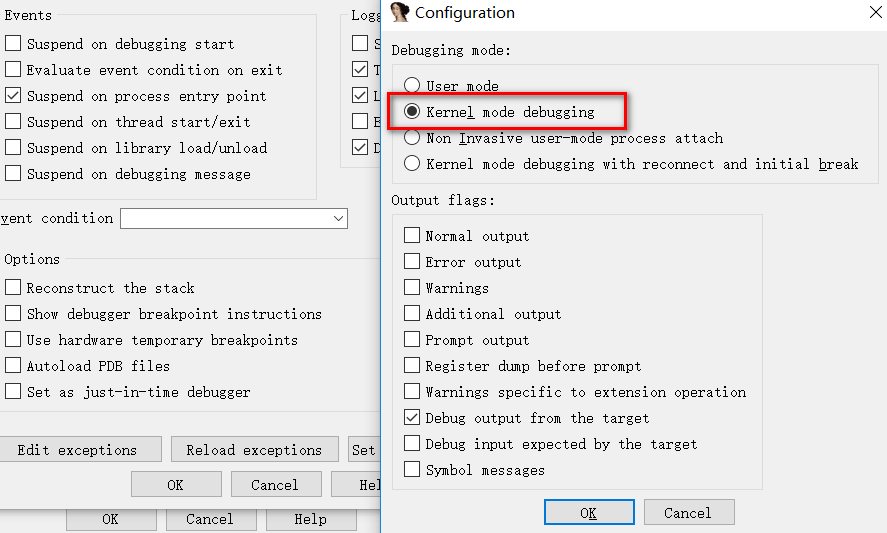 Events
Suspend on debugging start
Evaluate event condition on exit
Suspend on process entry point
Suspend on thread start/exit
Suspend on library load/unload
Suspend on debugging message
vent condition
Options
Reconstruct the stack
Show debugger breakpoint instructions
Use hardware temporary breakpoints
Autoload PDB files
Set as just-in-time debugger
Edit exceptions
Reload exceptions
Set
OK
Cancel
Hel
OK
Cancel
Help
Logg
S
T
L
E
D
Configuration
Debugging mode:
User mode
Kernel mode debugging
Non Invasive user-mode process attach
Kernel mode debugging with reconnect and initial break
Output flags:
Normal output
Error output
Warnings
Additional output
Prompt output
Register dump before prompt
Warnings specific to extension operation
Debug output from the target
Debug input expected by the target
Symbol messages
OK
Cancel